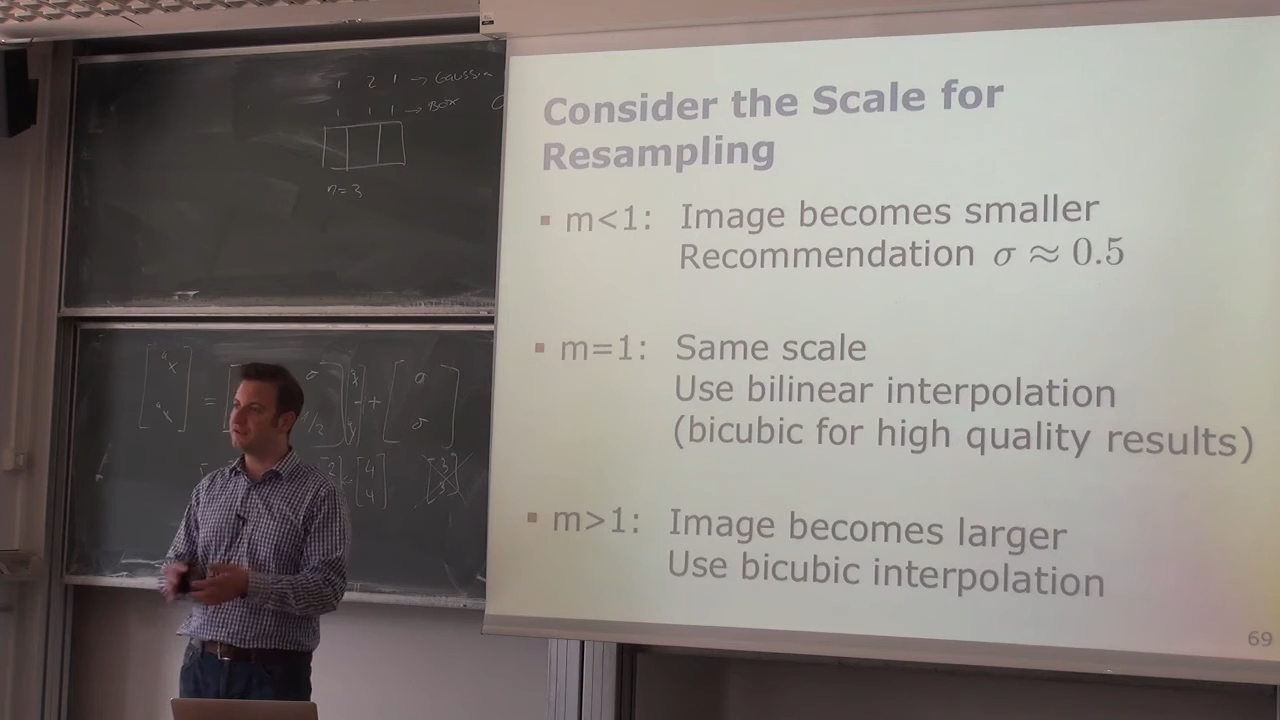 1 2 1 → Gaussia
1 1 1 → BOX
n=3
Consider the Scale for
Resampling
▪ m<1: Image becomes smaller
Recommendation σ ≈ 0.5
▪ m=1: Same scale
Use bilinear interpolation
(bicubic for high quality results)
▪ m>1: Image becomes larger
Use bicubic interpolation
69